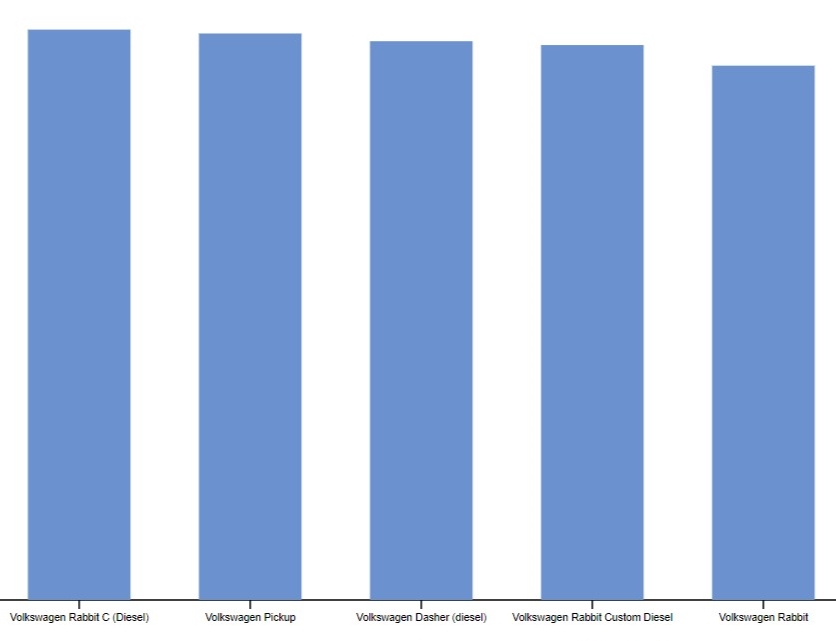 Volkswagen Rabbit C (Diesel)
Volkswagen Pickup
Volkswagen Dasher (diesel)
Volkswagen Rabbit Custom Diesel
Volkswagen Rabbit